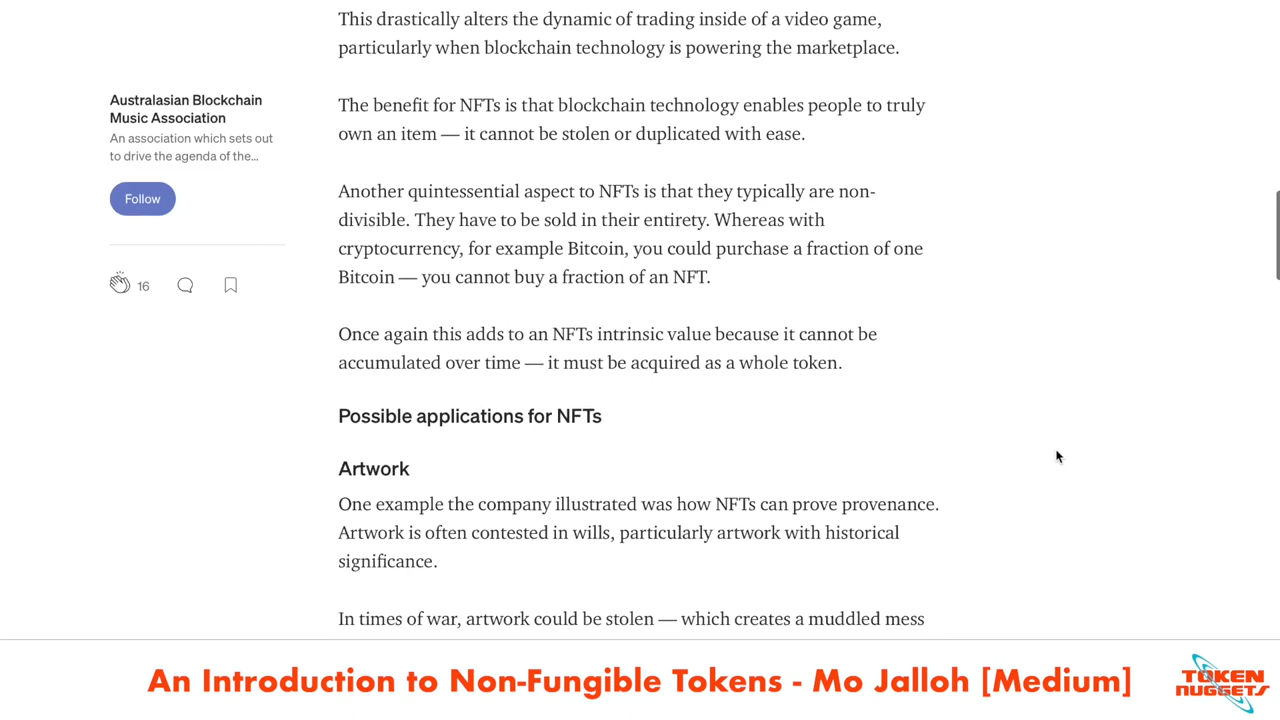 This drastically alters the dynamic of trading inside of a video game,
particularly when blockchain technology is powering the marketplace.
Australasian Blockchain
Music Association
An association which sets out
to drive the agenda of the...
Follow
16
The benefit for NFTs is that blockchain technology enables people to truly
own an item — it cannot be stolen or duplicated with ease.
Another quintessential aspect to NFTs is that they typically are non-
divisible. They have to be sold in their entirety. Whereas with
cryptocurrency, for example Bitcoin, you could purchase a fraction of one
Bitcoin — you cannot buy a fraction of an NFT.
Once again this adds to an NFTs intrinsic value because it cannot be
accumulated over time — it must be acquired as a whole token.
Possible applications for NFTs
Artwork
One example the company illustrated was how NFTs can prove provenance.
Artwork is often contested in wills, particularly artwork with historical
significance.
In times of war, artwork could be stolen — which creates a muddled mess
An Introduction to Non-Fungible Tokens - Mo Jalloh [Medium]
TOKEN
NUGGETS